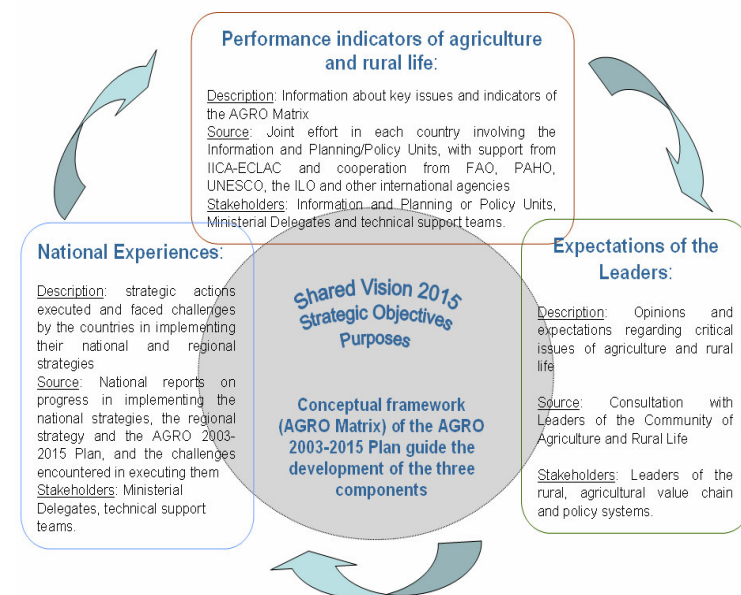 Performance indicators of agriculture
and rural life:
Description: Information about key issues and indicators of
the AGRO Matrix
Source: Joint effort in each country involving the
Information and Planning/Policy Units, with support from
IICA-ECLAC and cooperation from FAO, PAHO,
UNESCO, the ILO and other international agencies
Stakeholders: Information and Planning or Policy Units,
Ministerial Delegates and technical support teams.
National Experiences:
Description: strategic actions
executed and faced challenges
by the countries in implementing
their national and regional
strategies
Source: National reports on
progress in implementing the
national strategies, the regional
strategy and the AGRO 2003-
2015 Plan, and the challenges
encountered in executing them
Stakeholders: Ministerial
Delegates, technical support
teams.
Shared Vision 2015
Strategic Objectives
Purposes
Conceptual framework
(AGRO Matrix) of the AGRO
2003-2015 Plan guide the
development of the three
components
Expectations of the
Leaders:
Description: Opinions and
expectations regarding critical
issues of agriculture and rural
life
Source: Consultation with
Leaders of the Community of
Agriculture and Rural Life
Stakeholders: Leaders of the
rural, agricultural value chain
and policy systems.